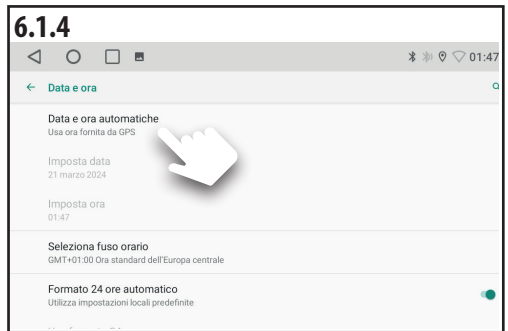 6.1.4
01:47
Data e ora
Data e ora automatiche
Usa ora fornita da GPS
Imposta data
21 marzo 2024
Imposta ora
01:47
Seleziona fuso orario
GMT+01:00 Ora standard dell'Europa centrale
Formato 24 ore automatico
Utilizza impostazioni locali predefinite